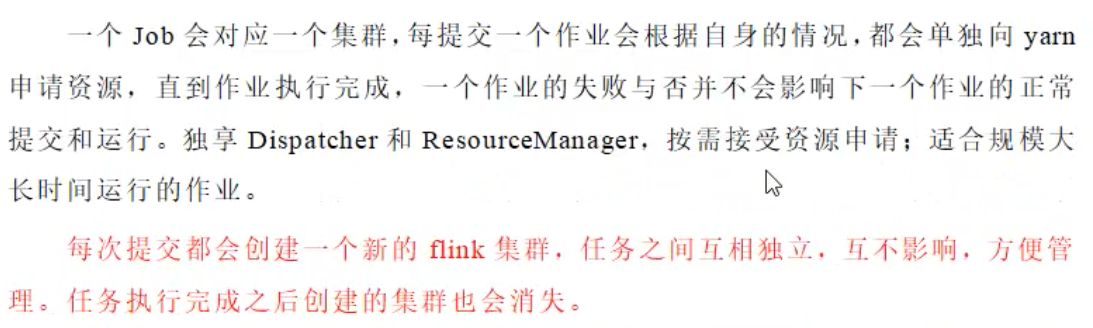 一个 Job 会对应一个集群，每提交一个作业会根据自身的情况，都会单独向 yarn
申请资源，直到作业执行完成，一个作业的失败与否并不会影响下一个作业的正常
提交和运行。独享 Dispatcher 和 ResourceManager，按需接受资源申请；适合规模大
长时间运行的作业。
每次提交都会创建一个新的 flink 集群，任务之间互相独立，互不影响，方便管
理。任务执行完成之后创建的集群也会消失。